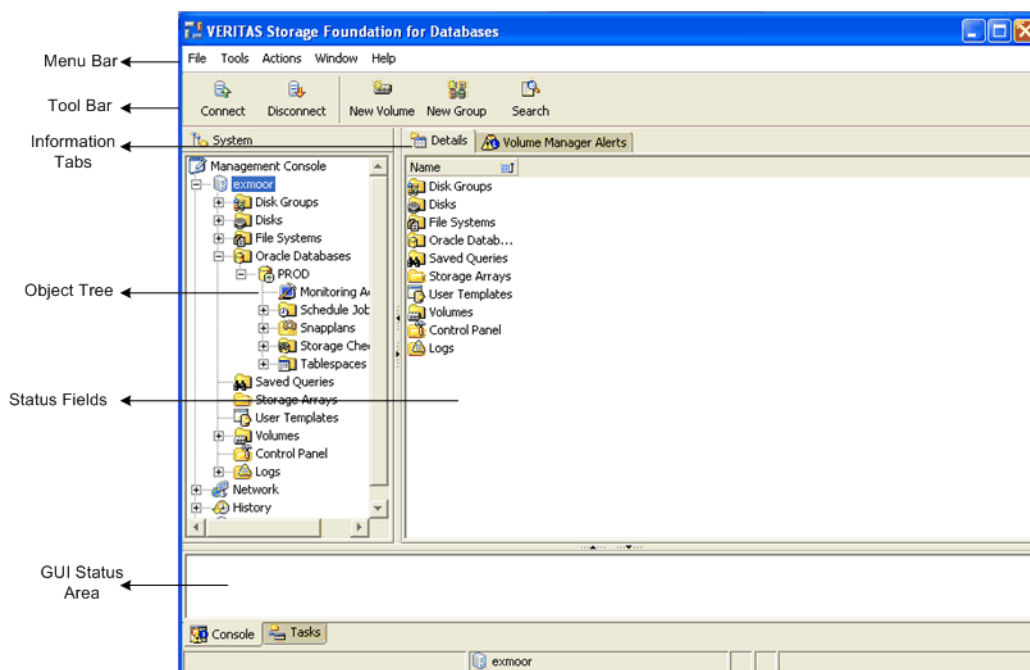 VERITAS Storage Foundation for Databases
Menu Bar
File Tools Actions Window Help
Tool Bar
Connect Disconnect New Volume New Group Search
Information
Tabs
System
Details Volume Manager Alerts
Management Console
Name
exmoor
Disk Groups
Disks
File Systems
Oracle Databases
PROD
Monitoring A
Schedule Job
Snapplans
Storage Che
Tablespaces
Saved Queries
Storage Arrays
User Templates
Volumes
Control Panel
Logs
Network
History
Disk Groups
Disks
File Systems
Oracle Datab...
Saved Queries
Storage Arrays
User Templates
Volumes
Control Panel
Logs
Object Tree
Status Fields
GUI Status
Area
Console Tasks
exmoor